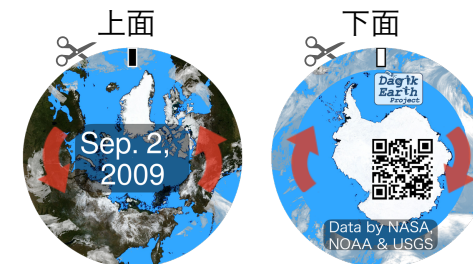 上面
下面
Sep. 2,
2009
Dagik
Earth
Project
Data by NASA,
NOAA & USGS